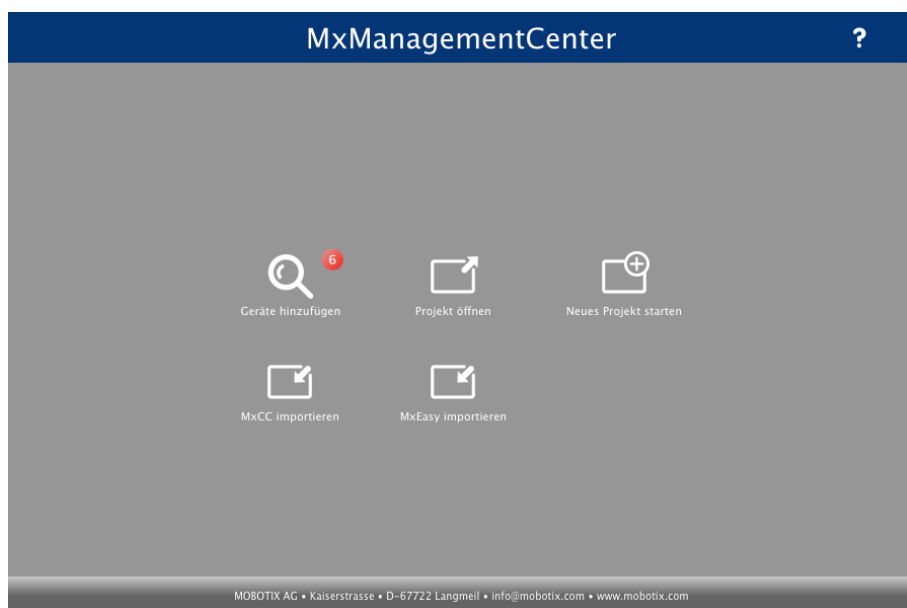 MxManagementCenter
?
6
Geräte hinzufügen
Projekt öffnen
Neues Projekt starten
MxCC importieren
MxEasy importieren
MOBOTIX AG • Kaiserstrasse • D-67722 Langmeil • info@mobotix.com • www.mobotix.com